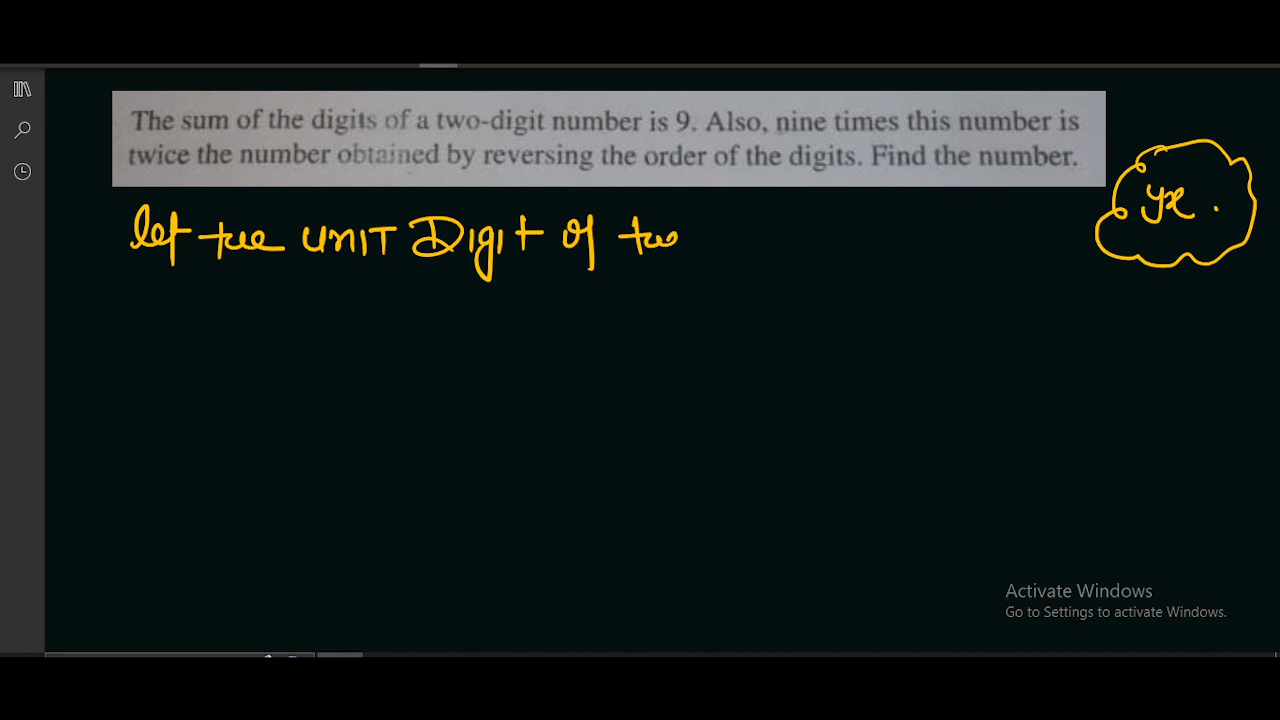 The sum of the digits of a two-digit number is 9. Also, nine times this number is
twice the number obtained by reversing the order of the digits. Find the number.
yx .
let the UNIT Digit of two
Activate Windows
Go to Settings to activate Windows.